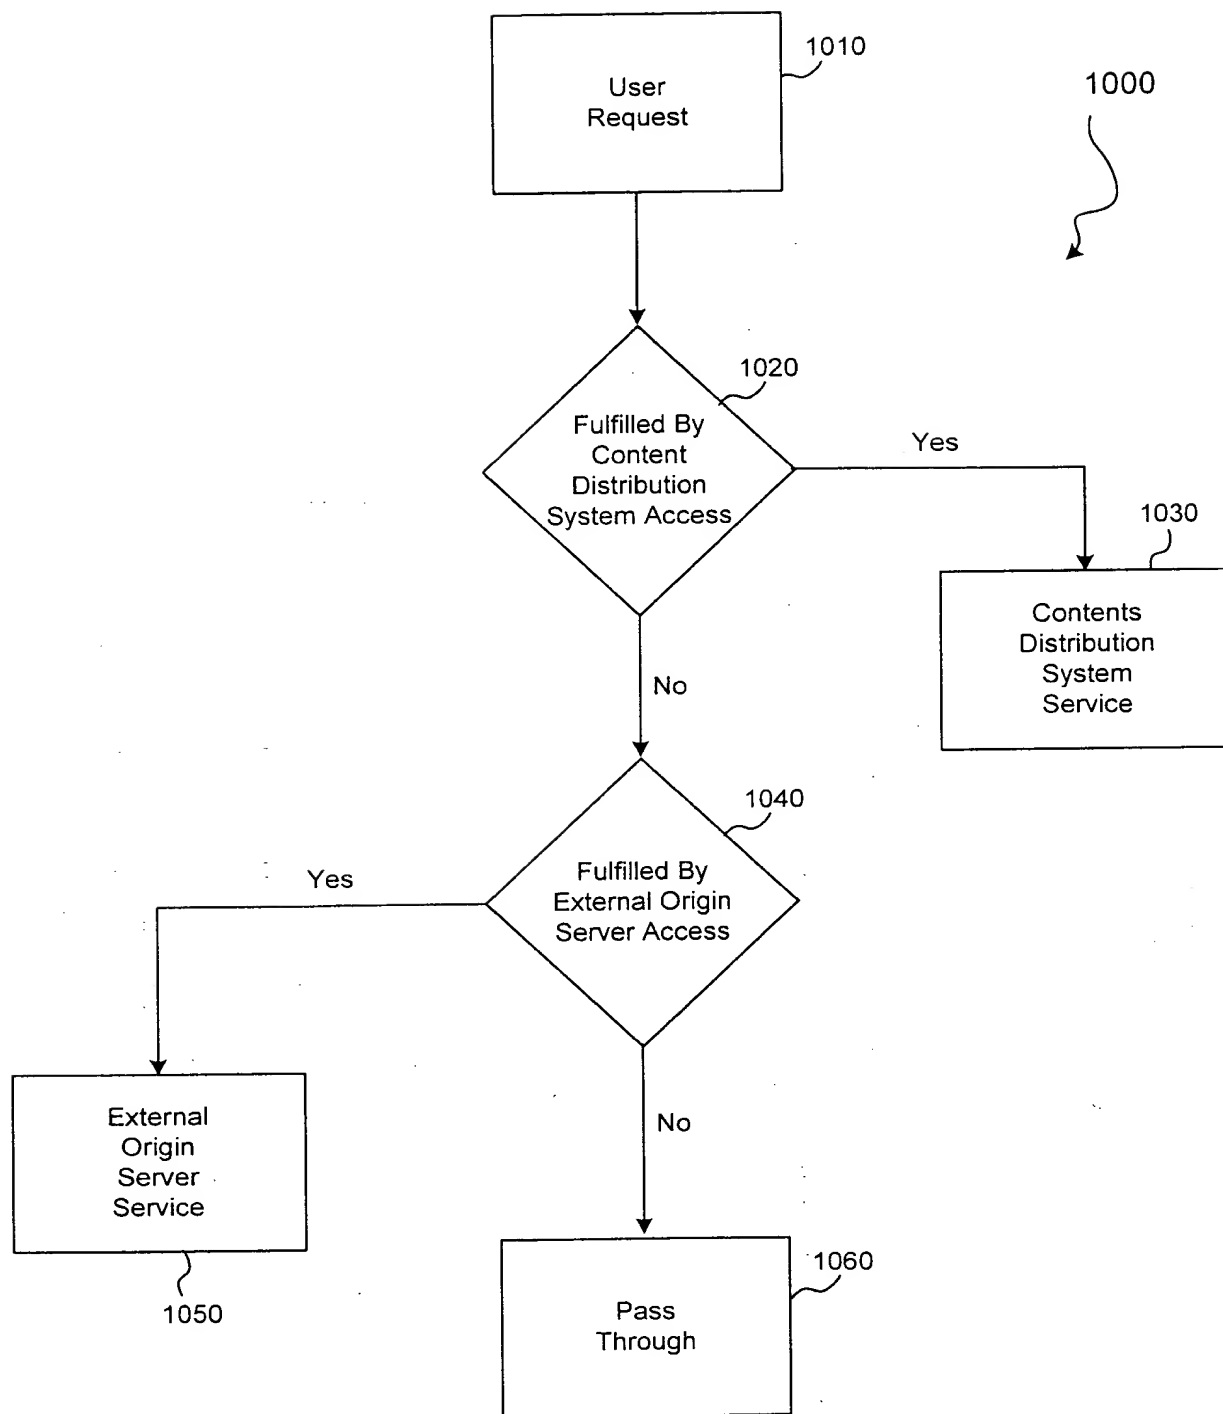 1010
User
Request
1000
1020
Fulfilled By
Content
Distribution
System Access
Yes
1030
Contents
Distribution
System
Service
No
1040
Fulfilled By
External Origin
Server Access
Yes
External
Origin
Server
Service
1050
No
1060
Pass
Through